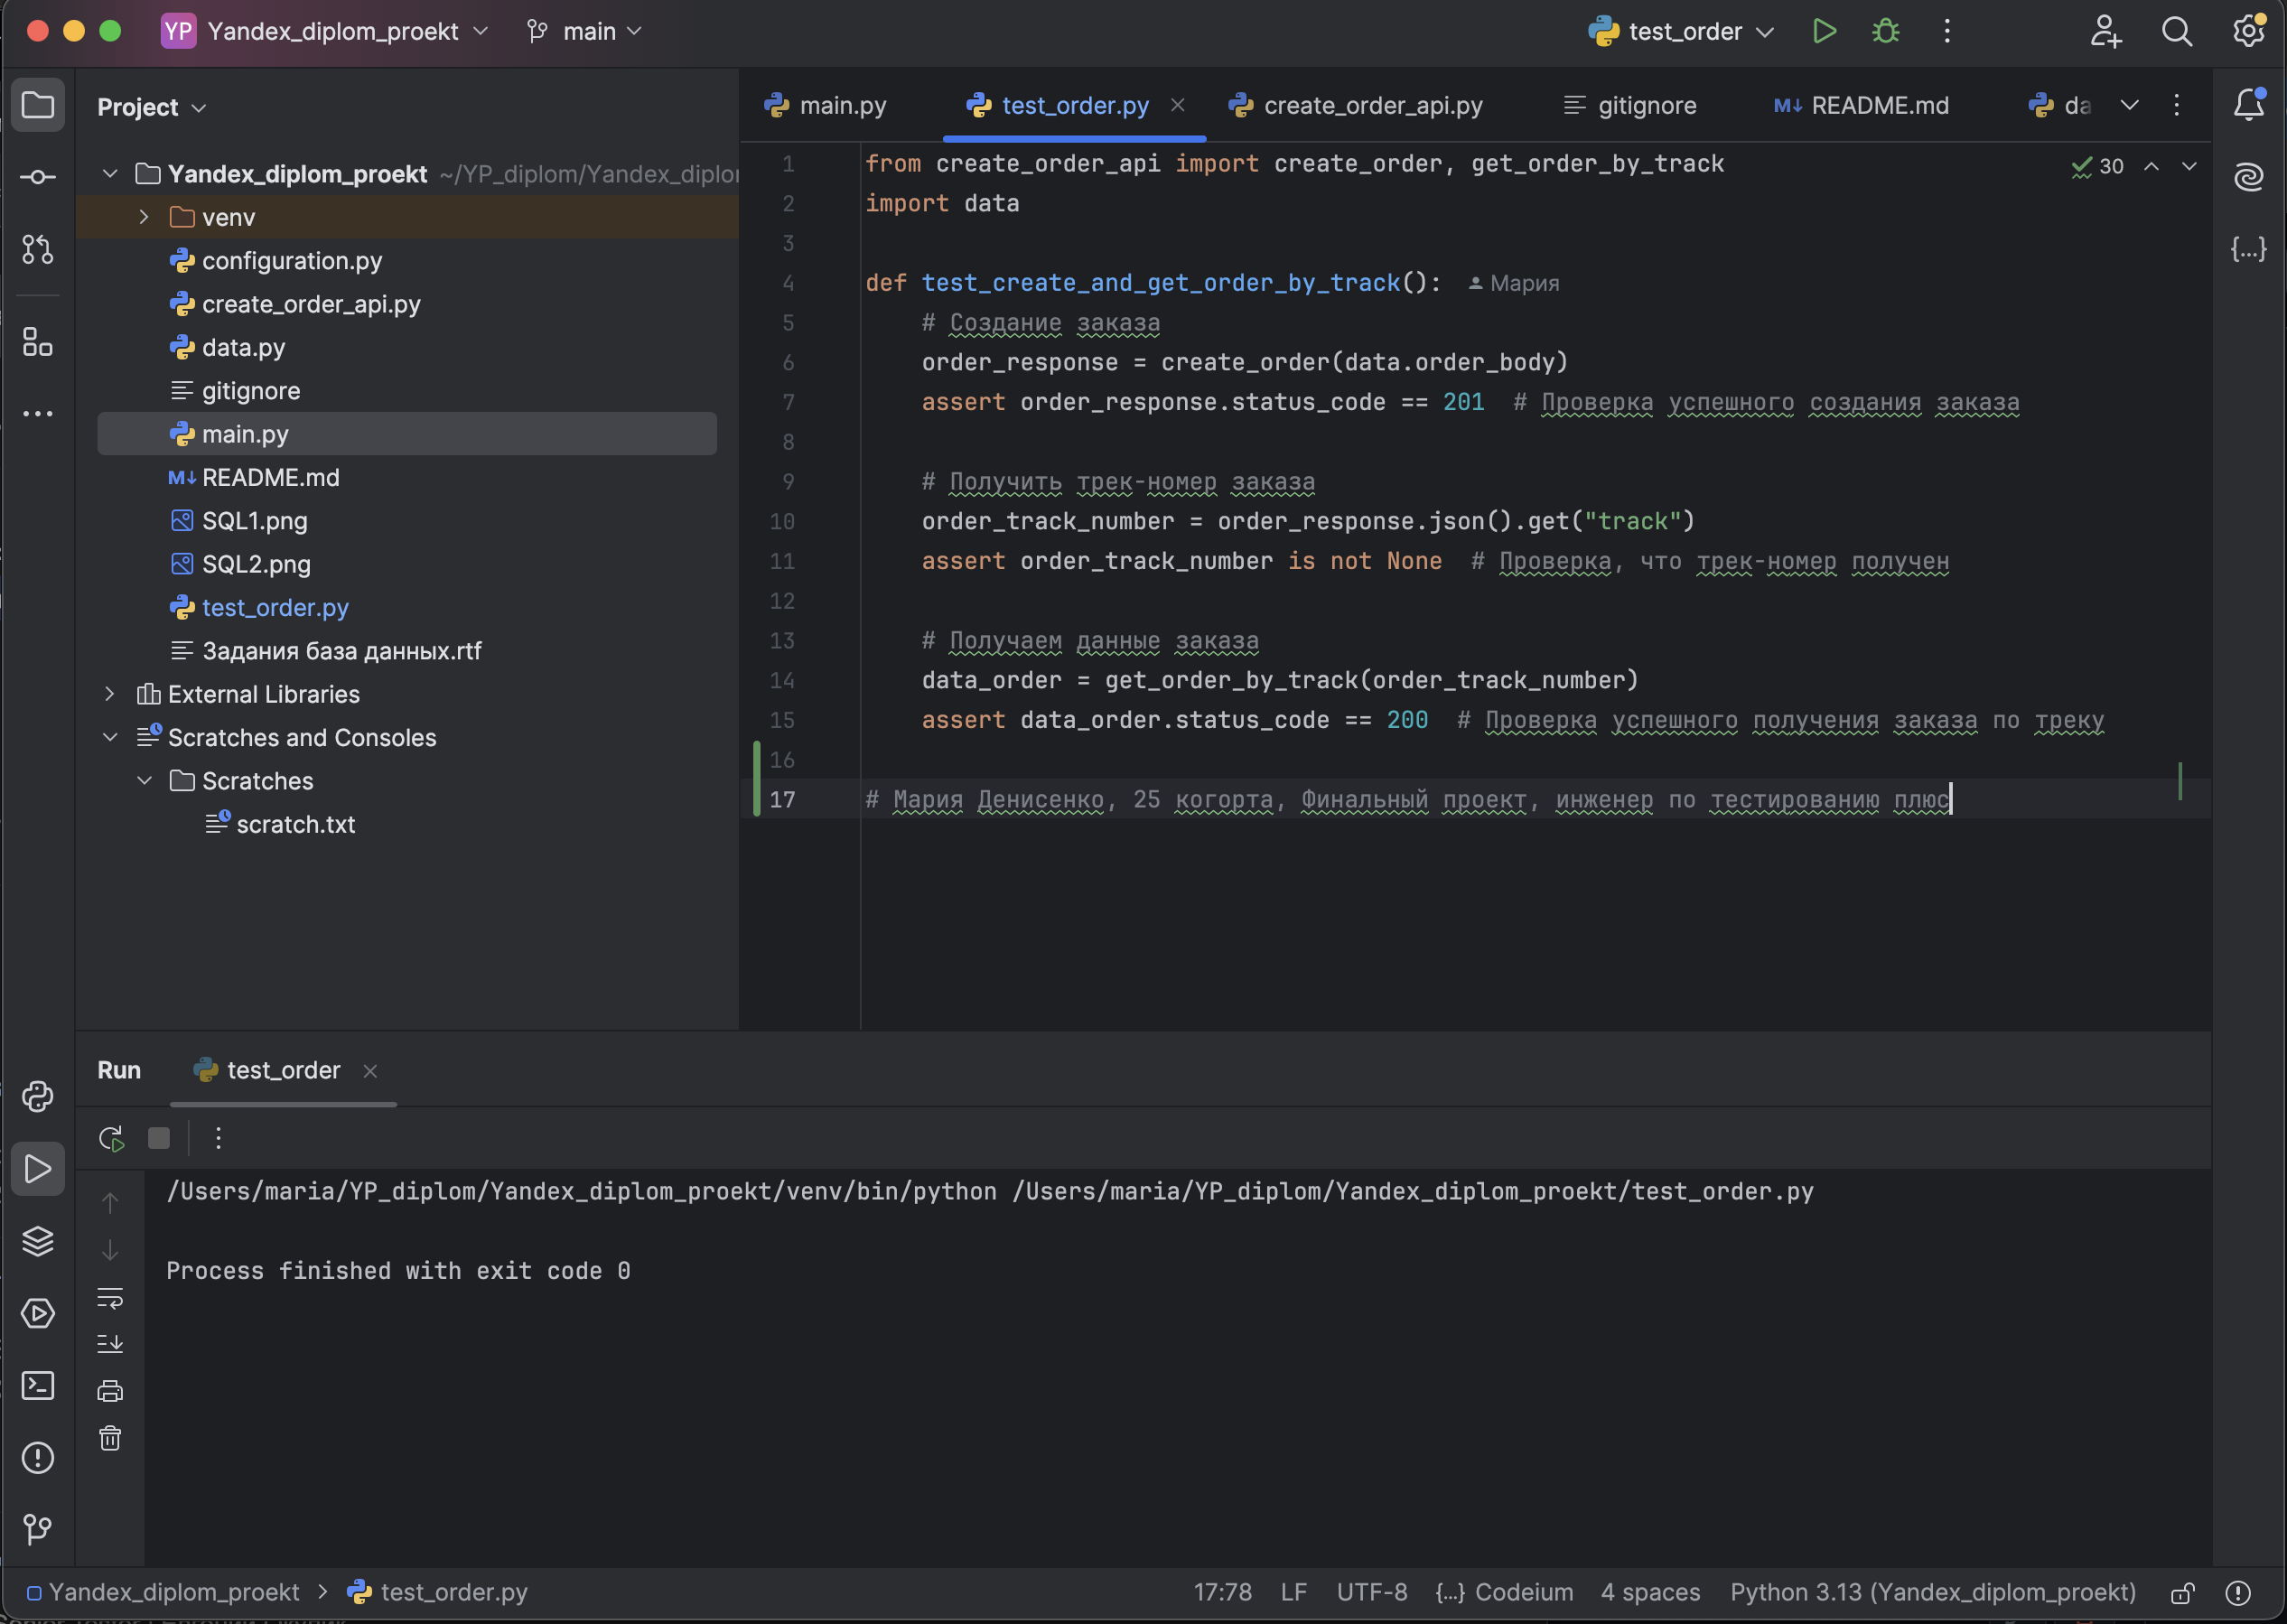 YP Yandex_diplom_proekt main test_order
Project
Yandex_diplom_proekt ~/YP_diplom/Yandex_diplo
venv
configuration.py
create_order_api.py
data.py
gitignore
main.py
README.md
SQL1.png
SQL2.png
test_order.py
Задания база данных.rtf
External Libraries
Scratches and Consoles
Scratches
scratch.txt
main.py test_order.py create_order_api.py gitignore README.md da
30
1 from create_order_api import create_order, get_order_by_track
2 import data
3
4 def test_create_and_get_order_by_track(): Мария
5 # Создание заказа
6 order_response = create_order(data.order_body)
7 assert order_response.status_code == 201 # Проверка успешного создания заказа
8
9 # Получить трек-номер заказа
10 order_track_number = order_response.json().get("track")
11 assert order_track_number is not None # Проверка, что трек-номер получен
12
13 # Получаем данные заказа
14 data_order = get_order_by_track(order_track_number)
15 assert data_order.status_code == 200 # Проверка успешного получения заказа по треку
16
17 # Мария Денисенко, 25 когорта, Финальный проект, инженер по тестированию плюс
Run test_order
/Users/maria/YP_diplom/Yandex_diplom_proekt/venv/bin/python /Users/maria/YP_diplom/Yandex_diplom_proekt/test_order.py
Process finished with exit code 0
Yandex_diplom_proekt > test_order.py 17:78 LF UTF-8 {...} Codeium 4 spaces Python 3.13 (Yandex_diplom_proekt)